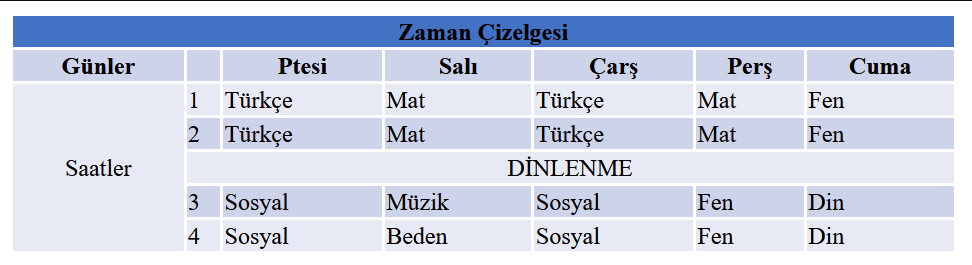 Zaman Çizelgesi
Günler Ptesi Salı Çarş Perş Cuma
1 Türkçe Mat Türkçe Mat Fen
2 Türkçe Mat Türkçe Mat Fen
Saatler DİNLENME
3 Sosyal Müzik Sosyal Fen Din
4 Sosyal Beden Sosyal Fen Din